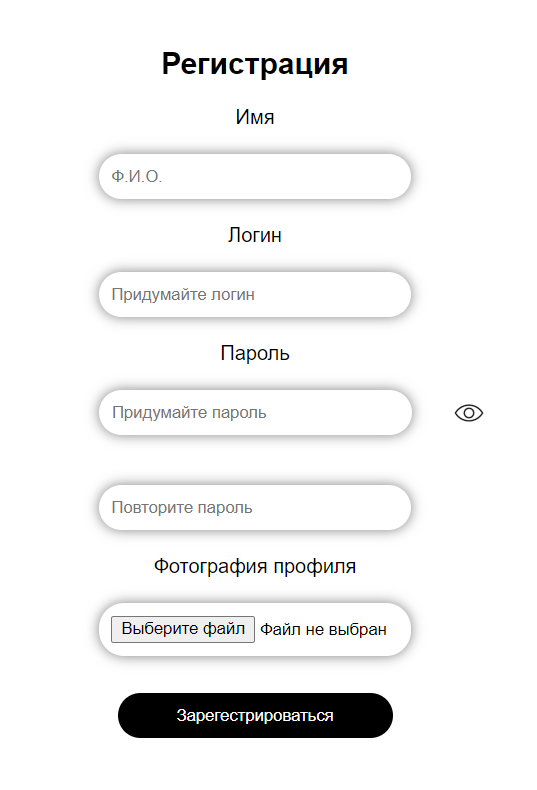 Регистрация
Имя
Ф.И.О.
Логин
Придумайте логин
Пароль
Придумайте пароль
Повторите пароль
Фотография профиля
Выберите файл Файл не выбран
Зарегестрироваться